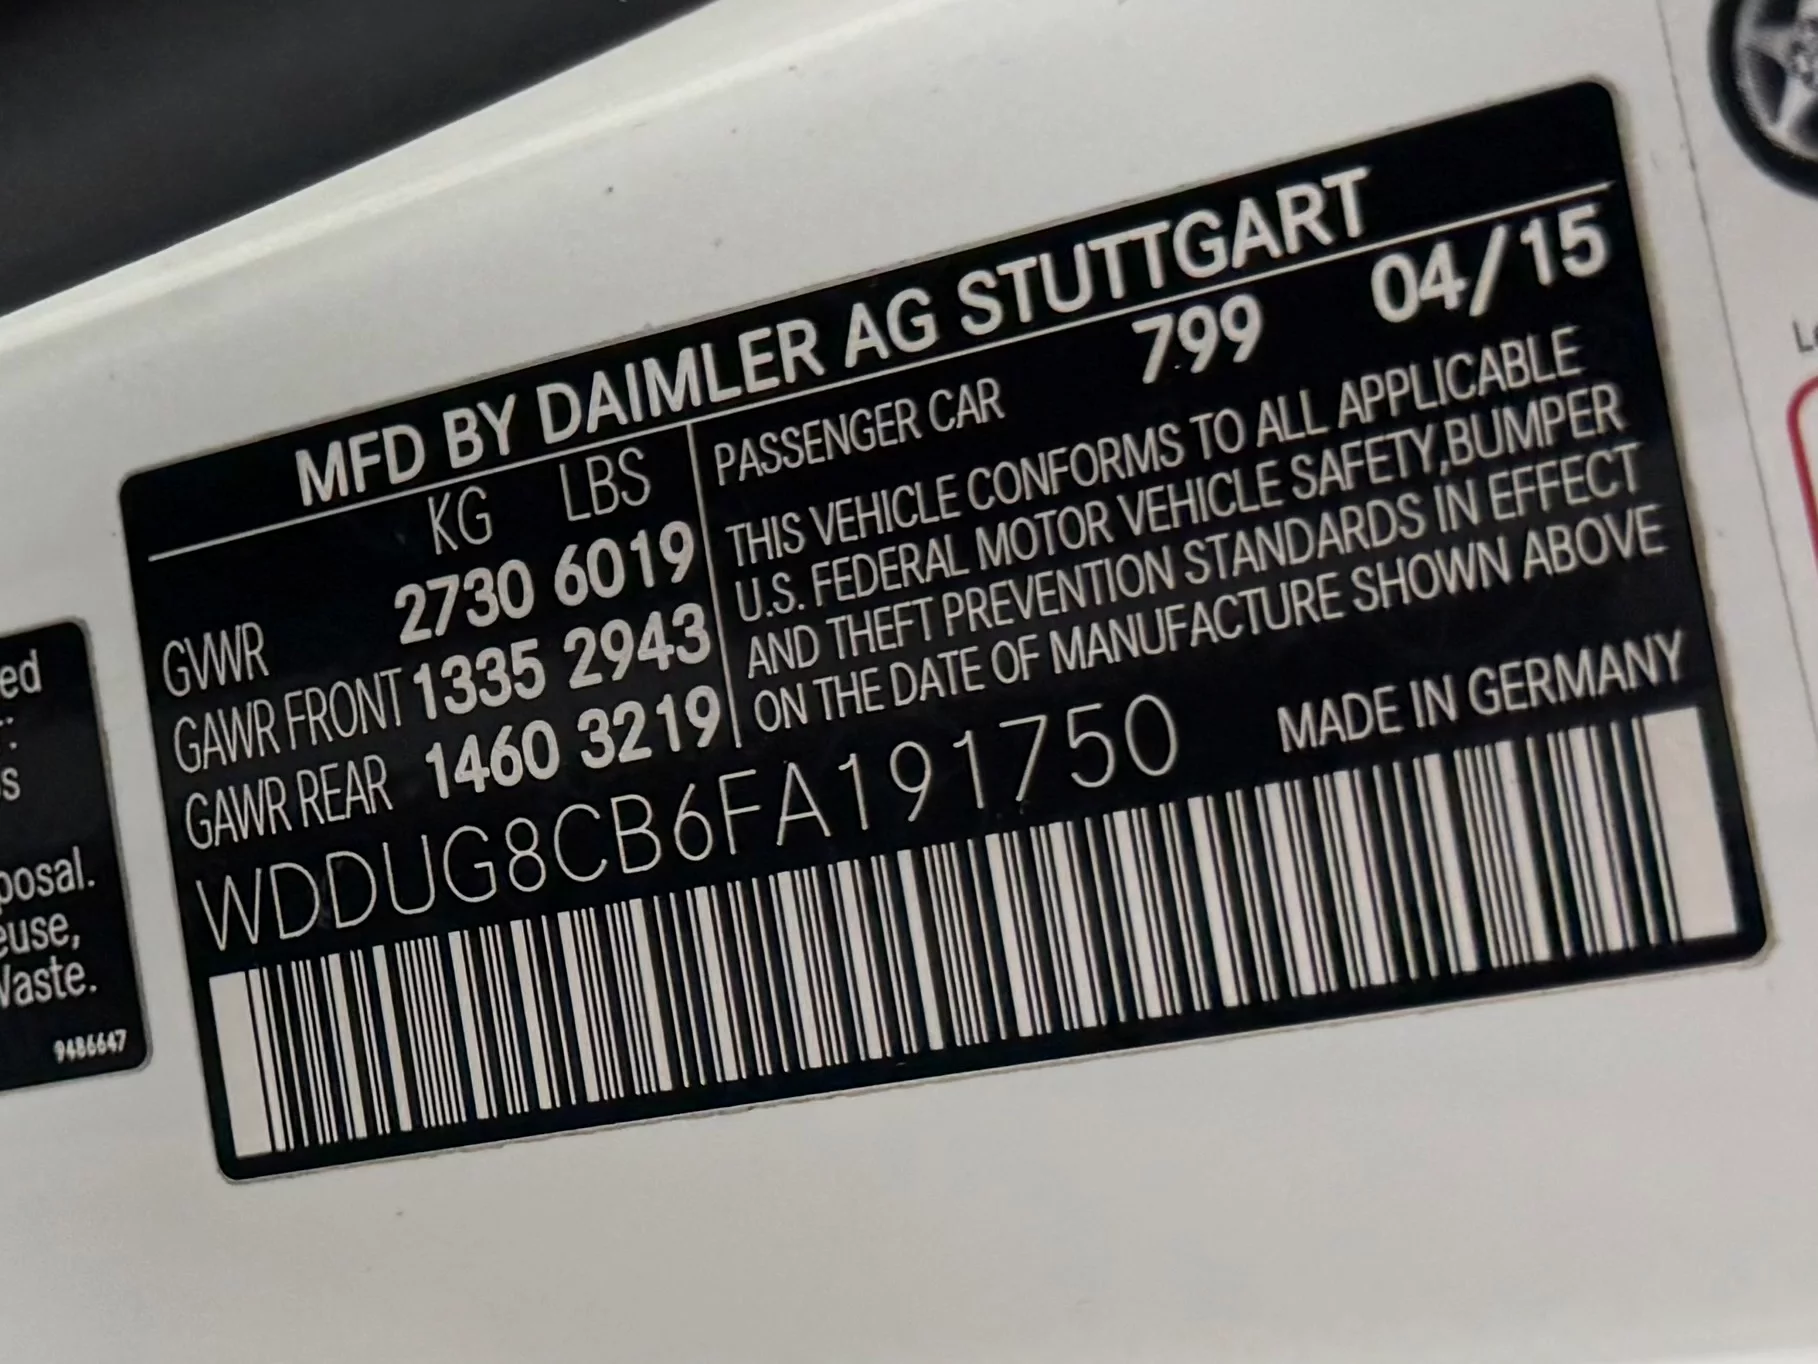 MFD BY DAIMLER AG STUTTGART
KG LBS
GVWR 2730 6019
GAWR FRONT 1335 2943
GAWR REAR 1460 3219
PASSENGER CAR 799 04/15
THIS VEHICLE CONFORMS TO ALL APPLICABLE
U.S. FEDERAL MOTOR VEHICLE SAFETY,BUMPER
AND THEFT PREVENTION STANDARDS IN EFFECT
ON THE DATE OF MANUFACTURE SHOWN ABOVE
WDDUG8CB6FA191750 MADE IN GERMANY
posal.
euse,
Waste.
9486647